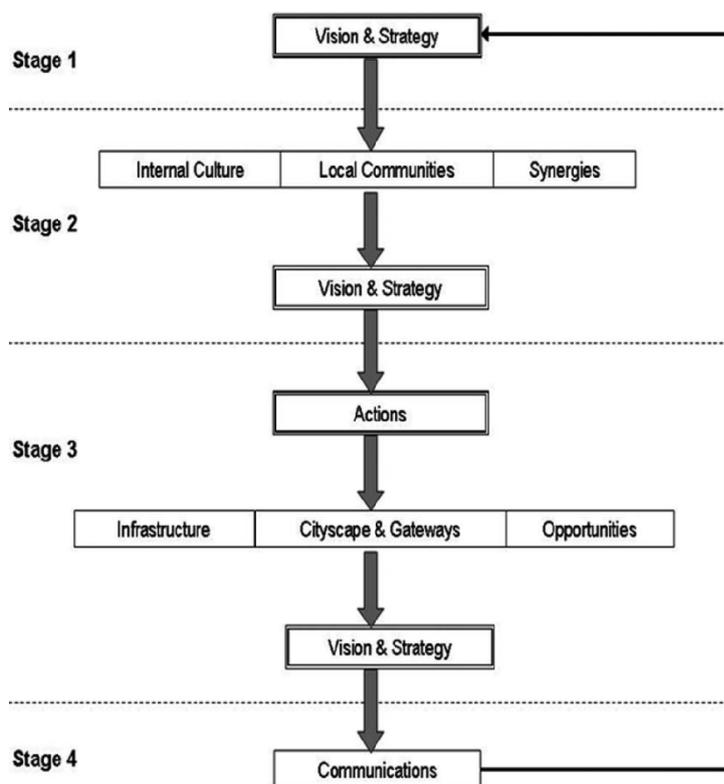 Vision & Strategy
Stage 1
Internal Culture Local Communities Synergies
Stage 2
Vision & Strategy
Actions
Stage 3
Infrastructure Cityscape & Gateways Opportunities
Vision & Strategy
Stage 4
Communications